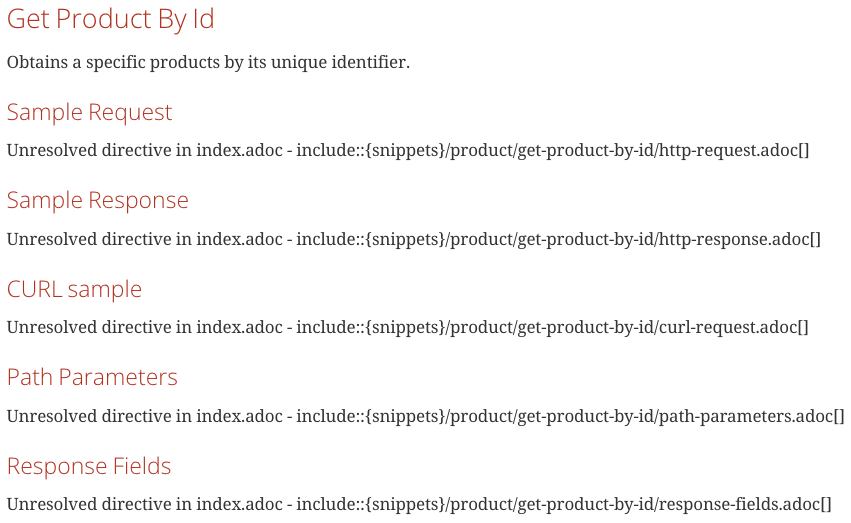 Get Product By Id
Obtains a specific products by its unique identifier.
Sample Request
Unresolved directive in index.adoc - include::{snippets}/product/get-product-by-id/http-request.adoc[]
Sample Response
Unresolved directive in index.adoc - include::{snippets}/product/get-product-by-id/http-response.adoc[]
CURL sample
Unresolved directive in index.adoc - include::{snippets}/product/get-product-by-id/curl-request.adoc[]
Path Parameters
Unresolved directive in index.adoc - include::{snippets}/product/get-product-by-id/path-parameters.adoc[]
Response Fields
Unresolved directive in index.adoc - include::{snippets}/product/get-product-by-id/response-fields.adoc[]